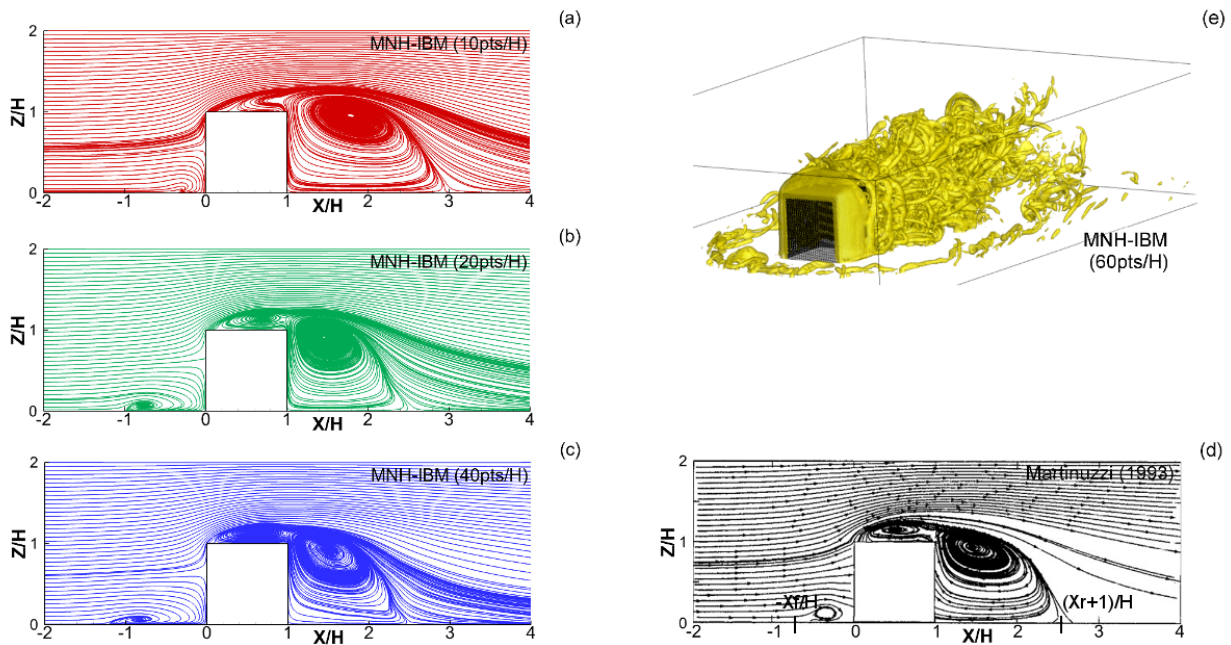 (a)
MNH-IBM (10pts/H)
2
Z/H
1
0
-2 -1 0 1 2 3 4
X/H
(b)
MNH-IBM (20pts/H)
2
Z/H
1
0
-2 -1 0 1 2 3 4
X/H
(c)
MNH-IBM (40pts/H)
2
Z/H
1
0
-2 -1 0 1 2 3 4
X/H
(e)
MNH-IBM
(60pts/H)
(d)
Martinuzzi (1993)
2
Z/H
1
0
-Xf/H
(Xr+1)/H
-2 -1 0 1 2 3 4
X/H